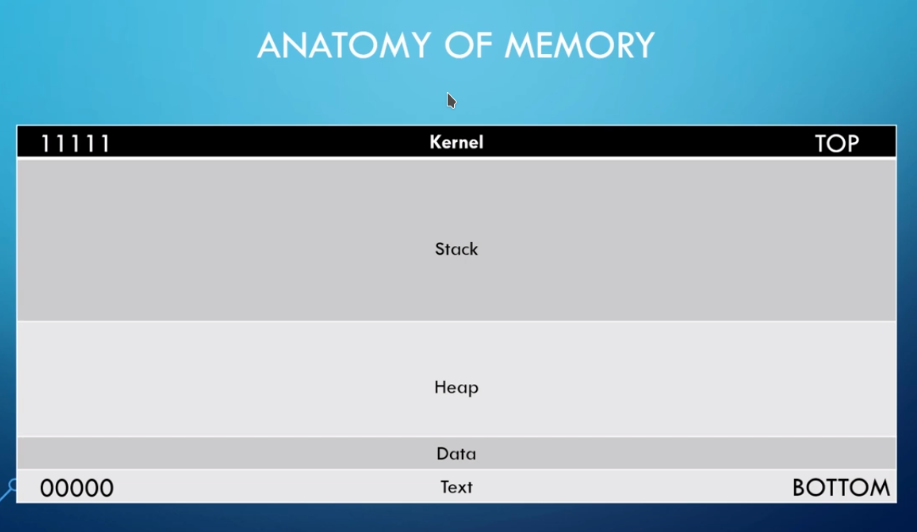 ANATOMY OF MEMORY
11111 Kernel TOP
Stack
Heap
Data
00000 Text BOTTOM